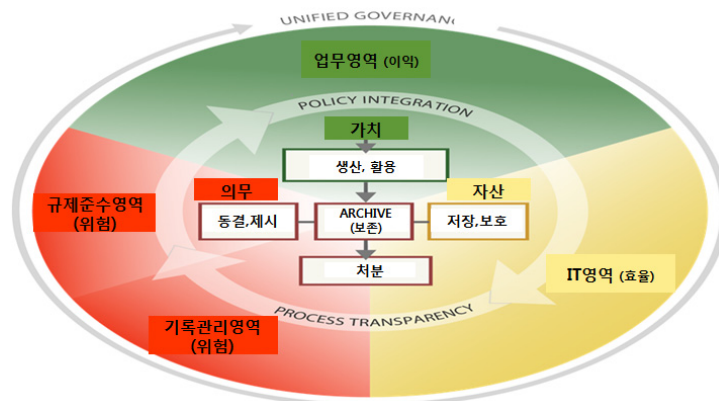 UNIFIED GOVERNANC
업무영역 (이익)
POLICY INTEGRATION
가치
생산, 활용
의무
자산
규제준수영역
(위험)
동결,제시
ARCHIVE
(보존)
저장,보호
처분
IT영역 (효율)
PROCESS TRANSPARENCY
기록관리영역
(위험)